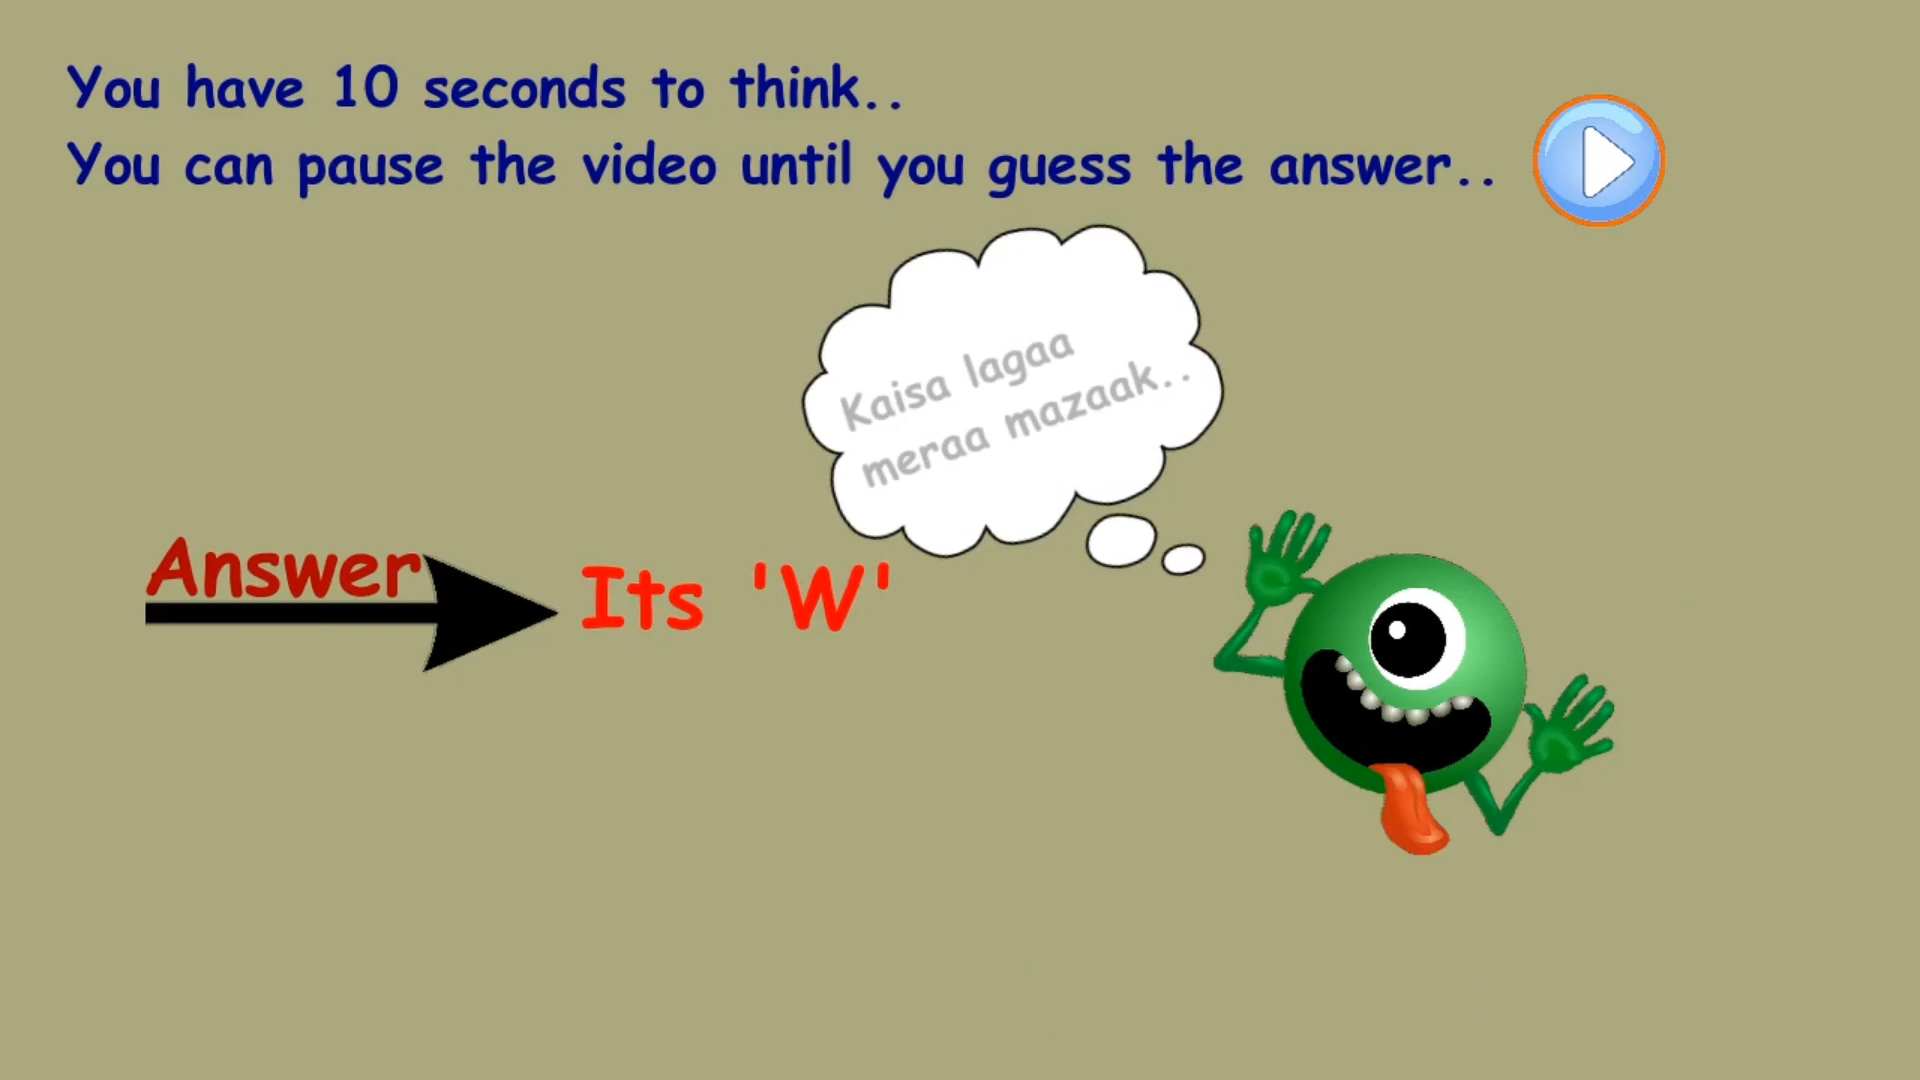 You have 10 seconds to think..
You can pause the video until you guess the answer..
Kaisa lagaa
meraa mazaak..
Answer
Its 'W'